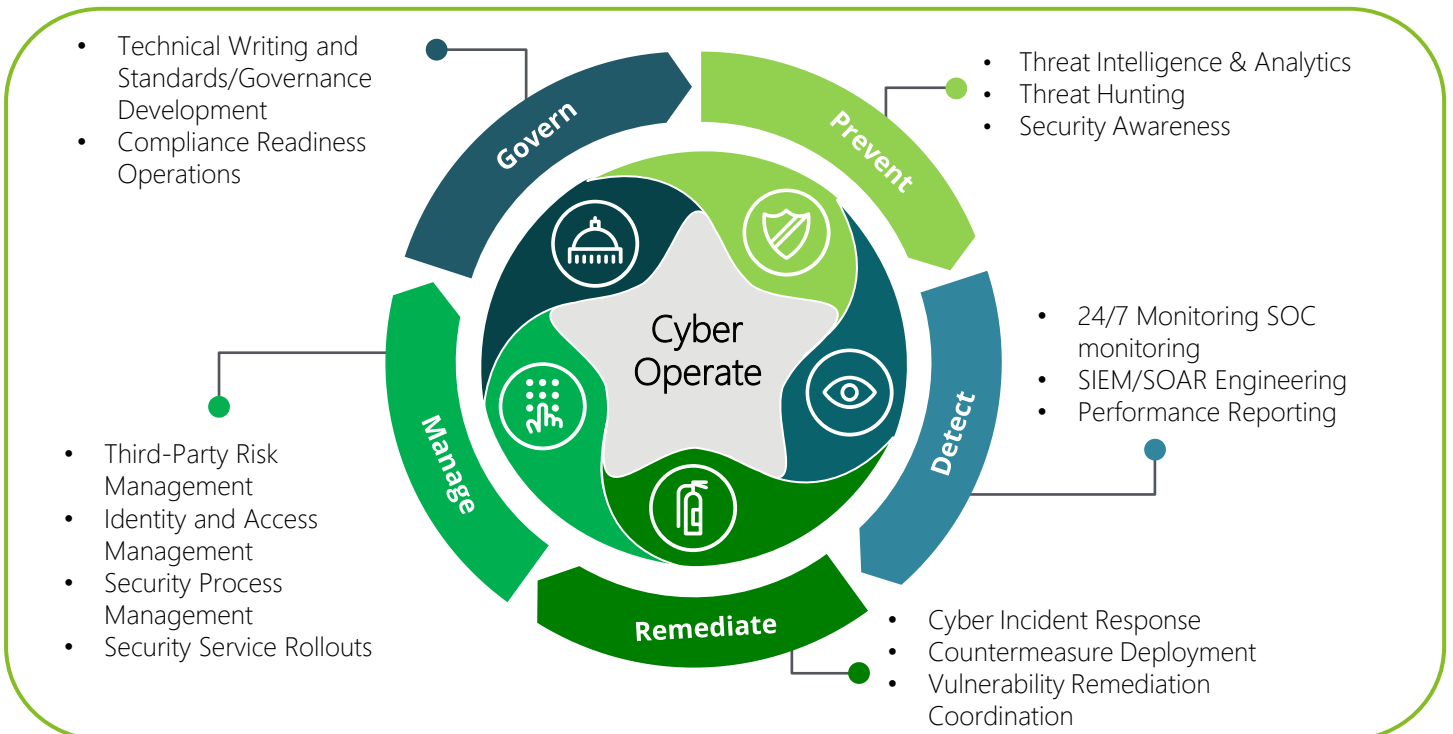 • Technical Writing and
Standards/Governance
Development
• Compliance Readiness
Operations
Govern
Prevent
• Threat Intelligence & Analytics
• Threat Hunting
• Security Awareness
Cyber
Operate
• 24/7 Monitoring SOC
monitoring
• SIEM/SOAR Engineering
• Performance Reporting
Detect
Manage
• Third-Party Risk
Management
• Identity and Access
Management
• Security Process
Management
• Security Service Rollouts
Remediate
• Cyber Incident Response
• Countermeasure Deployment
• Vulnerability Remediation
Coordination